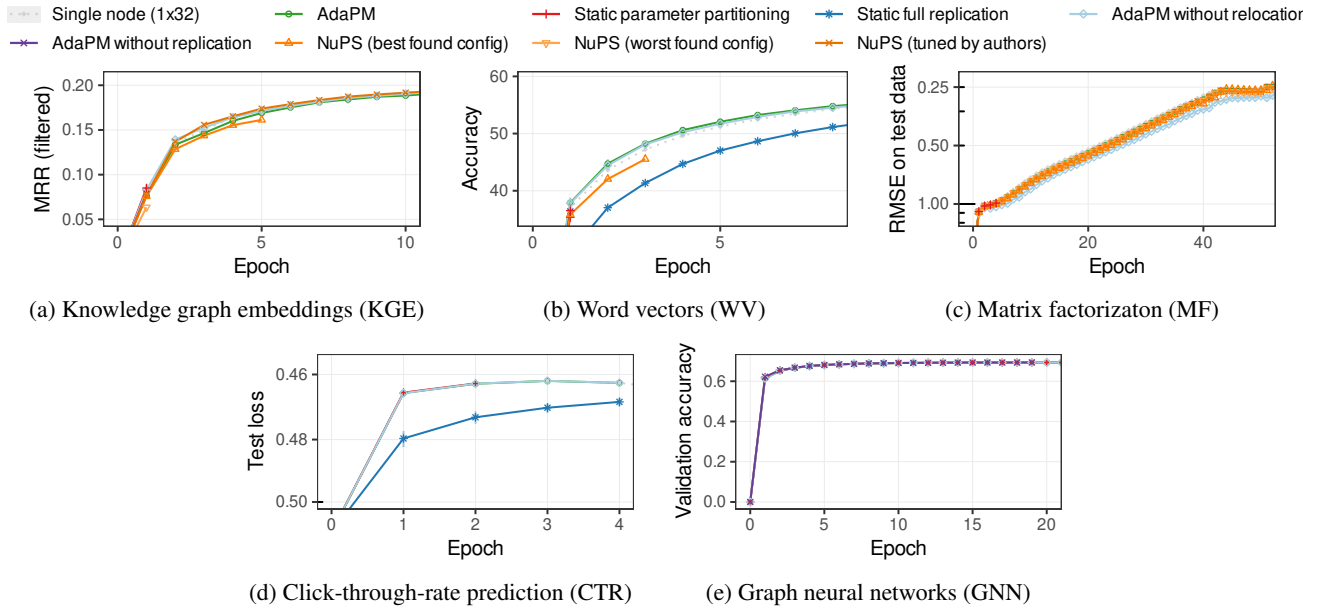 Single node (1x32) AdaPM Static parameter partitioning Static full replication AdaPM without relocation
AdaPM without replication NuPS (best found config) NuPS (worst found config) NuPS (tuned by authors)
MRR (filtered)
0.20
0.15
0.10
0.05
0 5 10
Epoch
(a) Knowledge graph embeddings (KGE)
Accuracy
60
50
40
0 5
Epoch
(b) Word vectors (WV)
RMSE on test data
0.25
0.50
1.00
0 20 40
Epoch
(c) Matrix factorizaton (MF)
Test loss
0.46
0.48
0.50
0 1 2 3 4
Epoch
(d) Click-through-rate prediction (CTR)
Validation accuracy
0.6
0.4
0.2
0.0
0 5 10 15 20
Epoch
(e) Graph neural networks (GNN)